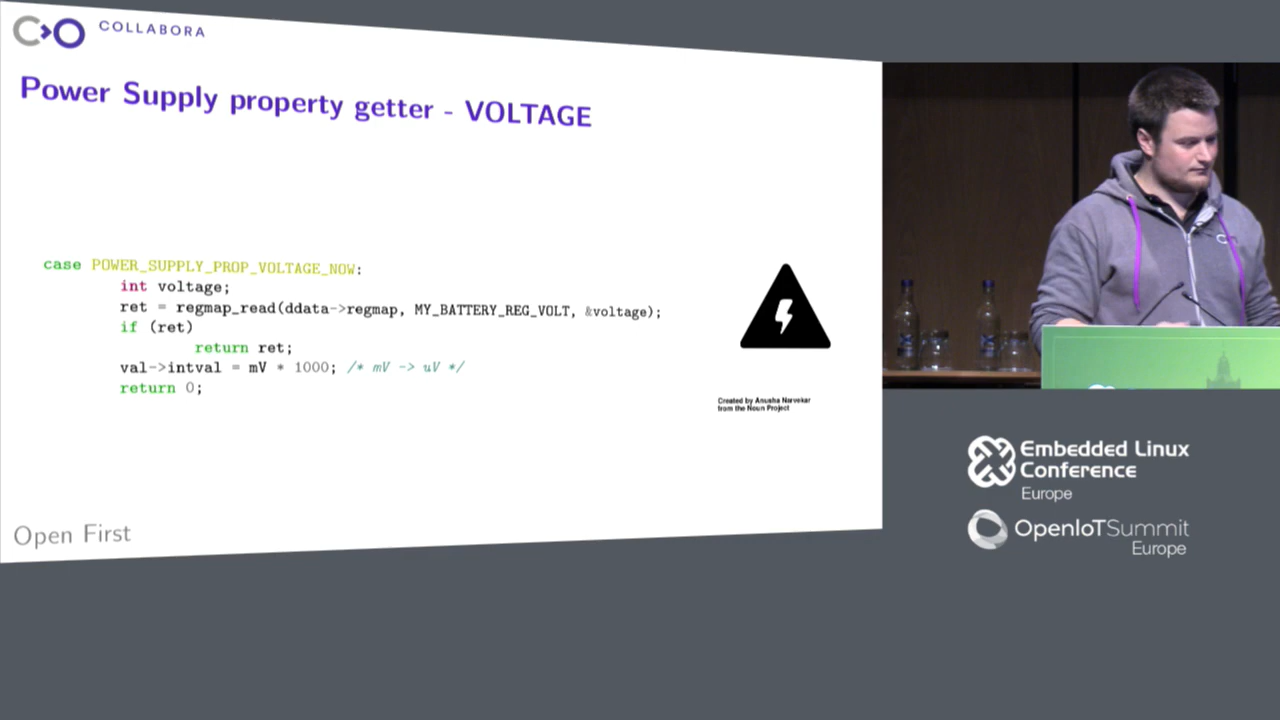 COLLABORA
Power Supply property getter - VOLTAGE
case POWER_SUPPLY_PROP_VOLTAGE_NOW:
int voltage;
ret = regmap_read(ddata->regmap, MY_BATTERY_REG_VOLT, &voltage);
if (ret)
return ret;
val->intval = mV * 1000; /* mV -> uV */
return 0;
Created by Anusha Narvekar
from the Noun Project
Open First
Embedded Linux
Conference
Europe
OpenIoTSummit
Europe